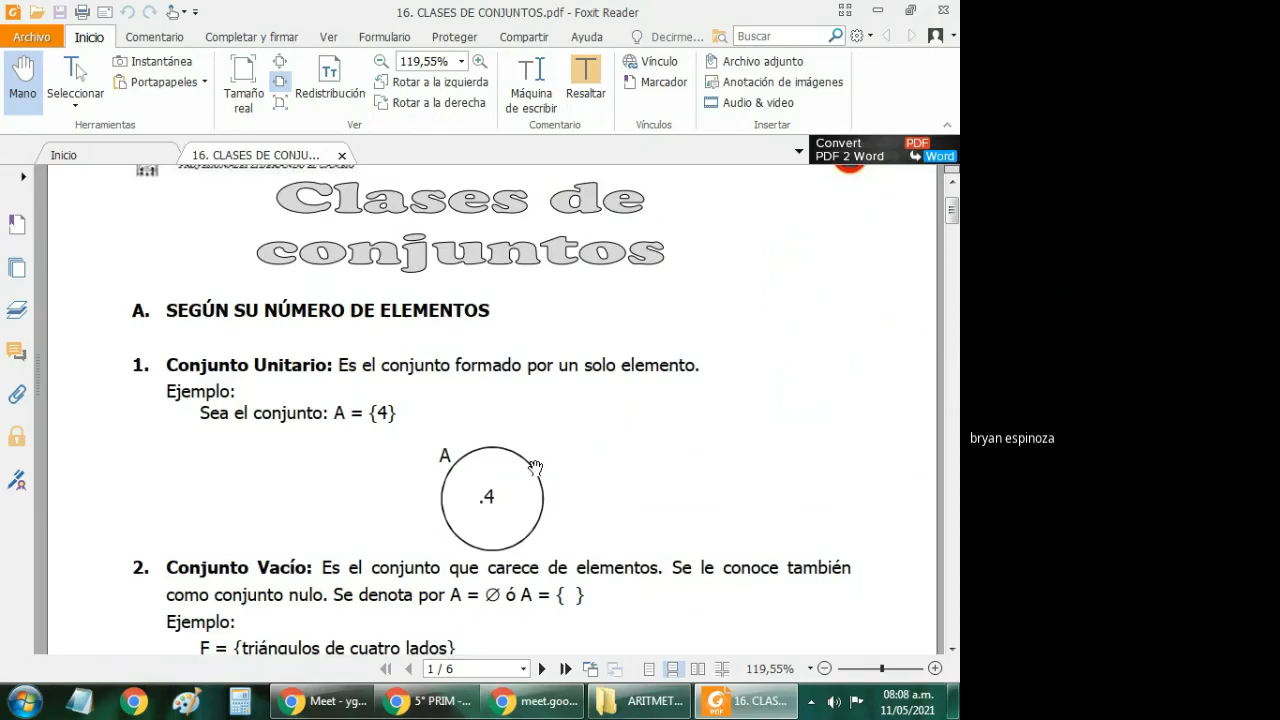 16. CLASES DE CONJUNTOS.pdf - Foxit Reader
Archivo Inicio Comentario Completar y firmar Ver Formulario Proteger Compartir Ayuda Decirme... Buscar
Mano
Seleccionar
Instantánea
Portapapeles
Herramientas
Tamaño real
119,55%
Redistribución
Rotar a la izquierda
Rotar a la derecha
Ver
Máquina de escribir
Resaltar
Comentario
Vínculo
Marcador
Vínculos
Archivo adjunto
Anotación de imágenes
Audio & video
Insertar
Inicio
16. CLASES DE CONJU...
Convert PDF
PDF 2 Word Word
Clases de
conjuntos
A. SEGÚN SU NÚMERO DE ELEMENTOS
1. Conjunto Unitario: Es el conjunto formado por un solo elemento.
Ejemplo:
Sea el conjunto: A = {4}
A
.4
2. Conjunto Vacío: Es el conjunto que carece de elementos. Se le conoce también
como conjunto nulo. Se denota por A = ∅ ó A = { }
Ejemplo:
F = {triángulos de cuatro lados}
bryan espinoza
1 / 6
119,55%
Meet - yg...
5° PRIM -...
meet.goo...
ARITMET...
PDF
16. CLAS...
08:08 a.m.
11/05/2021